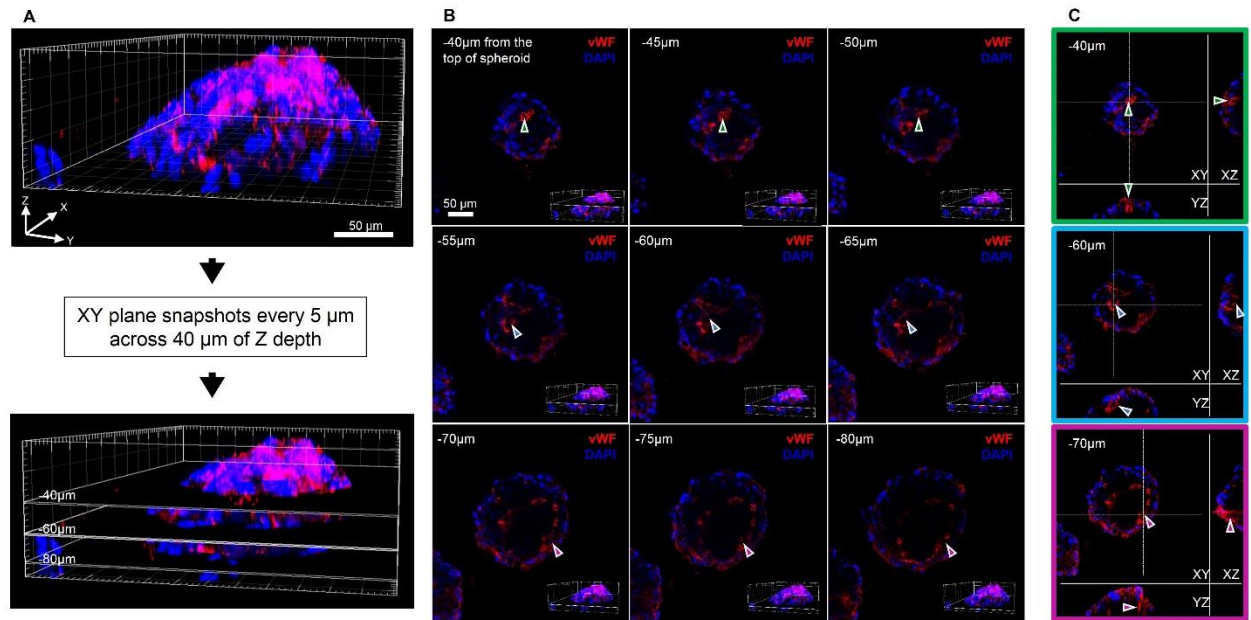 A
Z
X
Y
50 µm
XY plane snapshots every 5 µm
across 40 µm of Z depth
-40µm
-60µm
-80µm
B
-40µm from the
top of spheroid
vWF
DAPI
50 µm
-45µm
vWF
DAPI
-50µm
vWF
DAPI
-55µm
vWF
DAPI
-60µm
vWF
DAPI
-65µm
vWF
DAPI
-70µm
vWF
DAPI
-75µm
vWF
DAPI
-80µm
vWF
DAPI
C
-40µm
XY
XZ
YZ
-60µm
XY
XZ
YZ
-70µm
XY
XZ
YZ